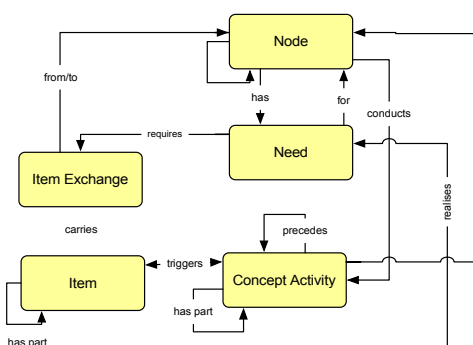 Node
from/to
has
for
conducts
requires
Need
Item Exchange
realises
carries
precedes
triggers
Item
Concept Activity
has part
has part